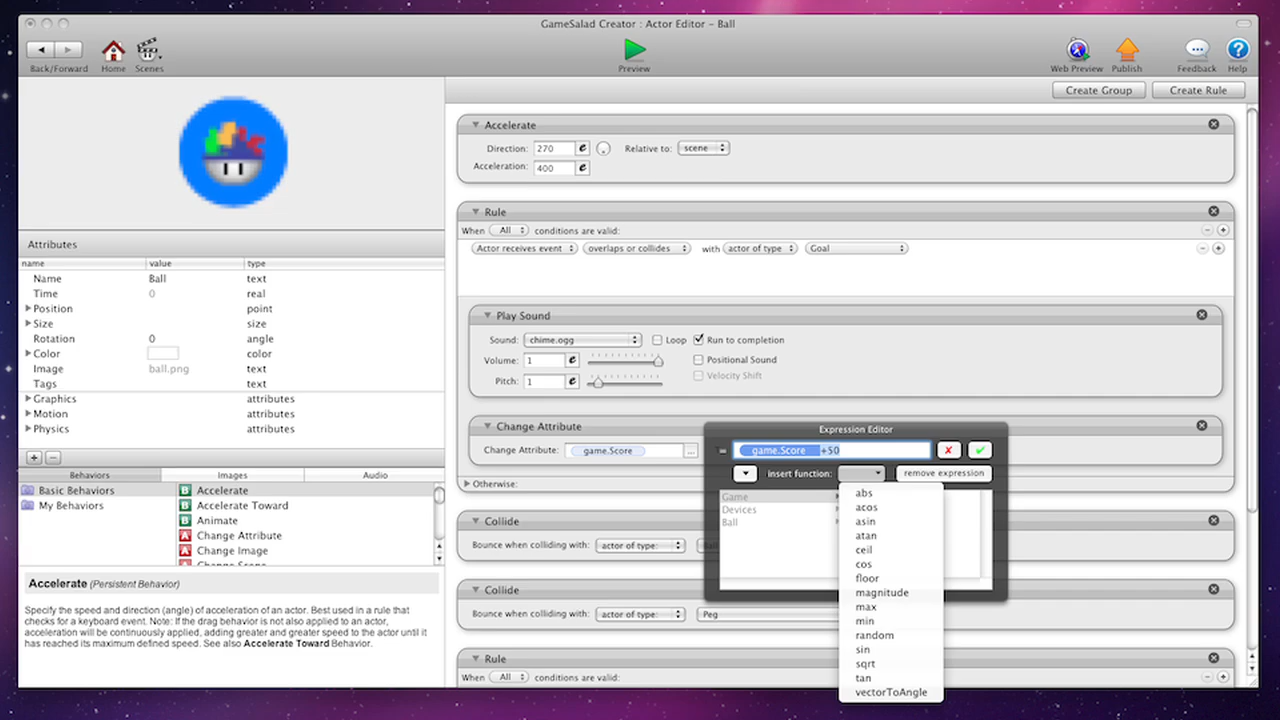 GameSalad Creator : Actor Editor - Ball
Back/Forward Home Scenes Preview Web Preview Publish Feedback Help
Create Group Create Rule
Accelerate
Direction: 270 e Relative to: scene
Acceleration: 400 e
Rule
When All conditions are valid:
Actor receives event overlaps or collides with actor of type Goal
Play Sound
Sound: chime.ogg Loop Run to completion
Volume: 1 e Positional Sound
Pitch: 1 e Velocity Shift
Change Attribute
Change Attribute: game.Score ...
Otherwise:
Collide
Bounce when colliding with: actor of type:
Collide
Bounce when colliding with: actor of type: Peg
Rule
When All conditions are valid:
Expression Editor
= game.Score +50
insert function: remove expression
Game
Devices
Ball
abs
acos
asin
atan
ceil
cos
floor
magnitude
max
min
random
sin
sqrt
tan
vectorToAngle
Attributes
name value type
Name Ball text
Time 0 real
Position point
Size size
Rotation 0 angle
Color color
Image ball.png text
Tags text
Graphics attributes
Motion attributes
Physics attributes
Behaviors Images Audio
Basic Behaviors
My Behaviors
B Accelerate
B Accelerate Toward
B Animate
A Change Attribute
A Change Image
Change Scene
Accelerate (Persistent Behavior)
Specify the speed and direction (angle) of acceleration of an actor. Best used in a rule that
checks for a keyboard event. Note: If the drag behavior is not also applied to an actor,
acceleration will be continuously applied, adding greater and greater speed to the actor until it
has reached its maximum defined speed. See also Accelerate Toward Behavior.